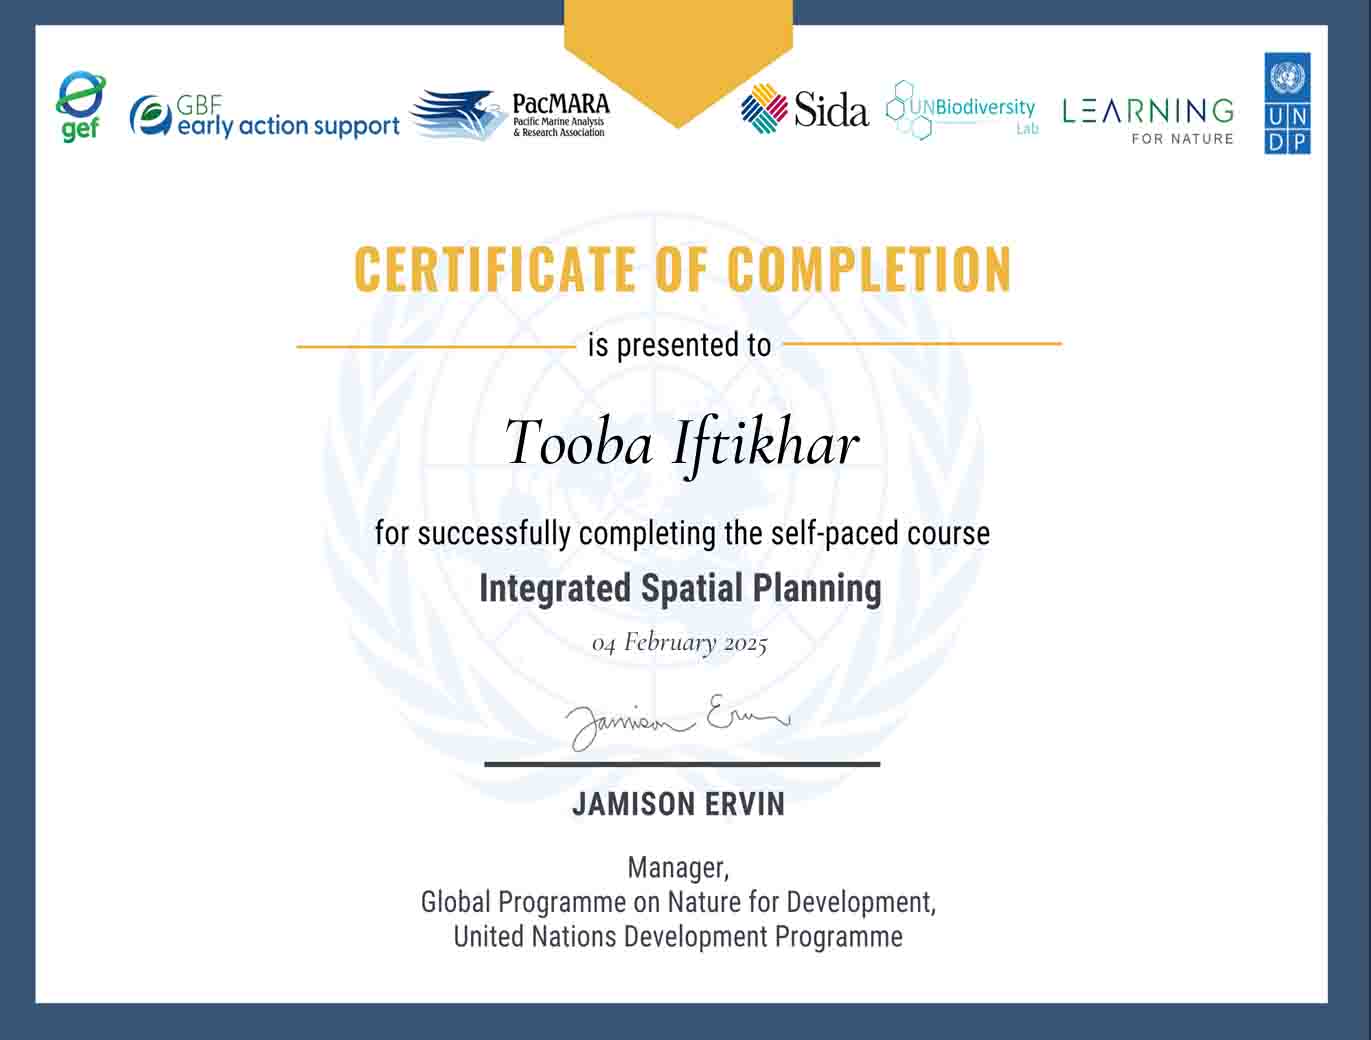 gef
GBF
early action support
PacMARA
Pacific Marine Analysis
& Research Association
Sida
UNBiodiversity
Lab
LEARNING
FOR NATURE
UN
DP
CERTIFICATE OF COMPLETION
is presented to
Tooba Iftikhar
for successfully completing the self-paced course
Integrated Spatial Planning
04 February 2025
Jamison Ervin
JAMISON ERVIN
Manager,
Global Programme on Nature for Development,
United Nations Development Programme